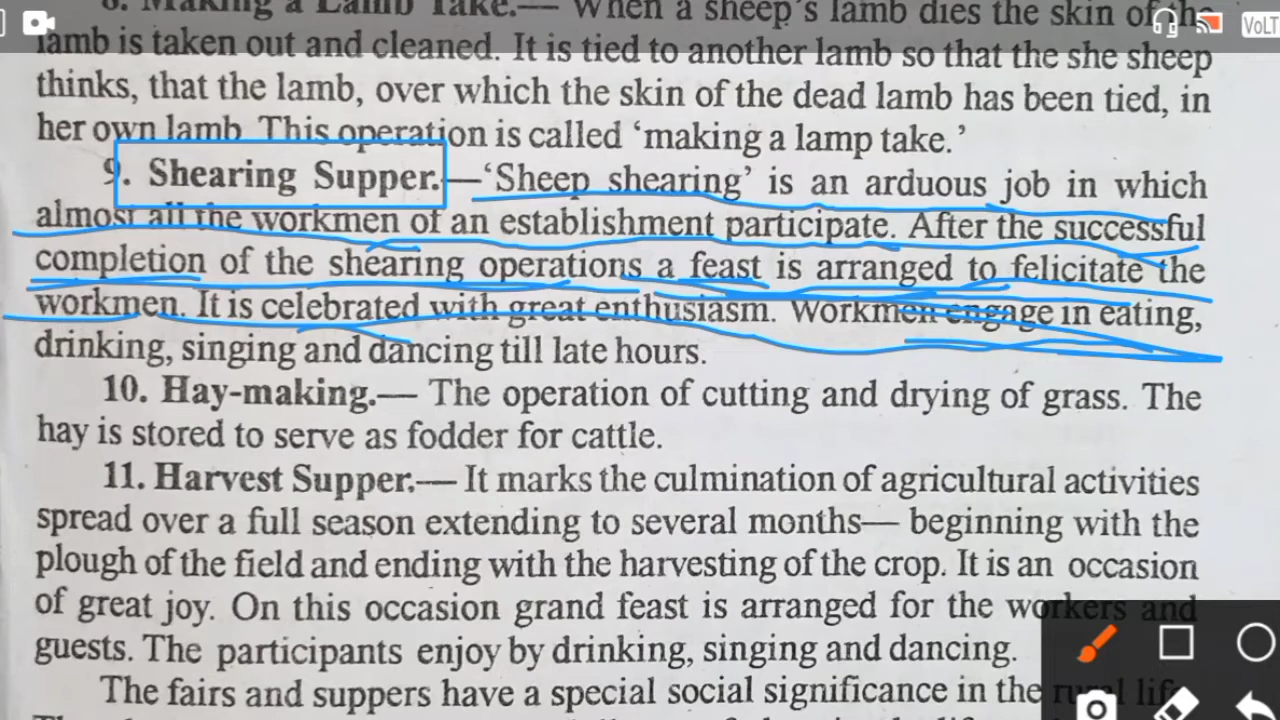 8. Making a Lamb Take.— When a sheep's lamb dies the skin of the
lamb is taken out and cleaned. It is tied to another lamb so that the she sheep
thinks, that the lamb, over which the skin of the dead lamb has been tied, in
her own lamb. This operation is called ‘making a lamp take.’
9. Shearing Supper.—‘Sheep shearing’ is an arduous job in which
almost all the workmen of an establishment participate. After the successful
completion of the shearing operations a feast is arranged to felicitate the
workmen. It is celebrated with great enthusiasm. Workmen engage in eating,
drinking, singing and dancing till late hours.
10. Hay-making.— The operation of cutting and drying of grass. The
hay is stored to serve as fodder for cattle.
11. Harvest Supper.— It marks the culmination of agricultural activities
spread over a full season extending to several months— beginning with the
plough of the field and ending with the harvesting of the crop. It is an occasion
of great joy. On this occasion grand feast is arranged for the workers and
guests. The participants enjoy by drinking, singing and dancing.
The fairs and suppers have a special social significance in the rural life